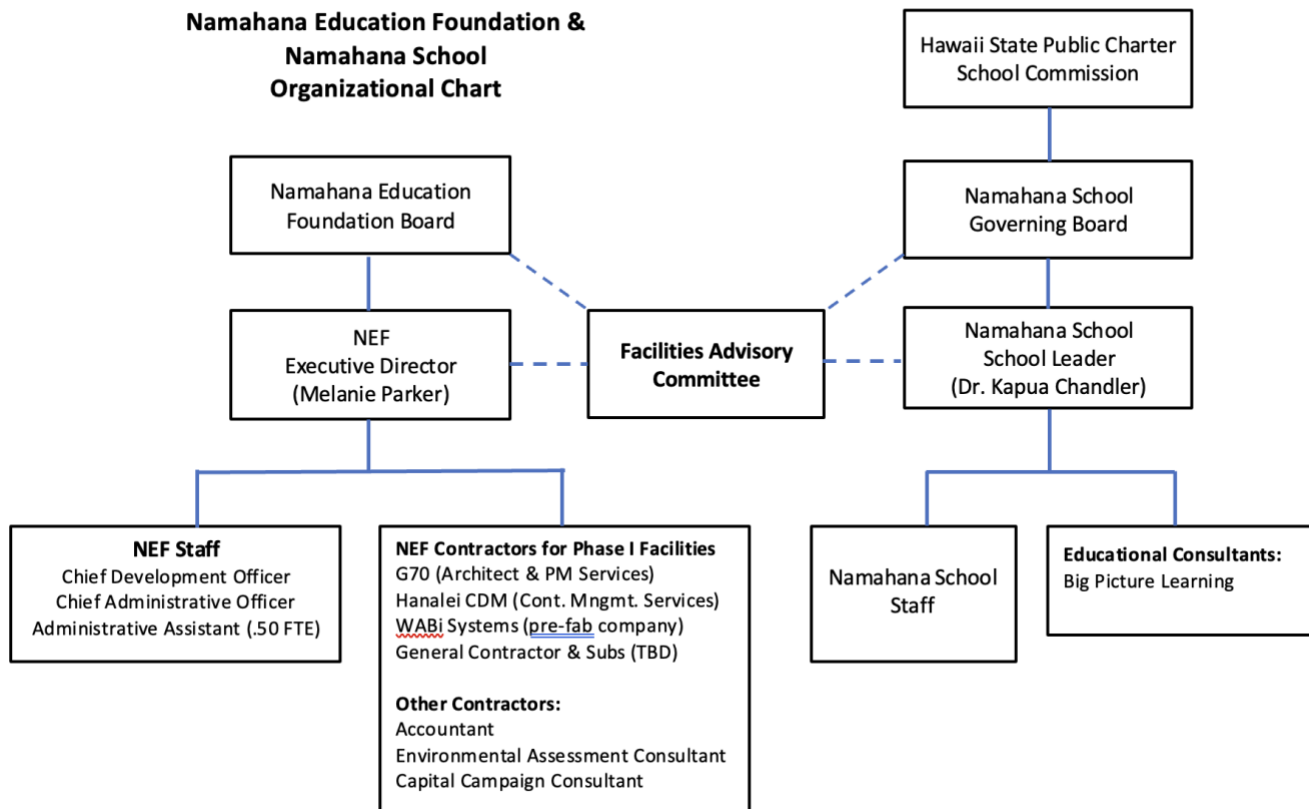 Namahana Education Foundation &
Namahana School
Organizational Chart
Hawaii State Public Charter
School Commission
Namahana Education
Foundation Board
Namahana School
Governing Board
NEF
Executive Director
(Melanie Parker)
Facilities Advisory
Committee
Namahana School
School Leader
(Dr. Kapua Chandler)
NEF Staff
Chief Development Officer
Chief Administrative Officer
Administrative Assistant (.50 FTE)
NEF Contractors for Phase I Facilities
G70 (Architect & PM Services)
Hanalei CDM (Cont. Mngmt. Services)
WABi Systems (pre-fab company)
General Contractor & Subs (TBD)
Other Contractors:
Accountant
Environmental Assessment Consultant
Capital Campaign Consultant
Namahana School
Staff
Educational Consultants:
Big Picture Learning